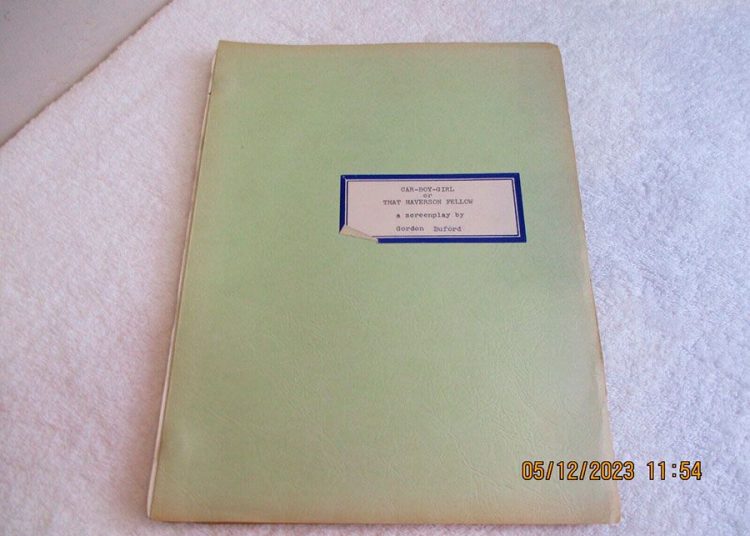 CAR-BOY-GIRL
or
THAT HAVERSON FELLOW
a screenplay by
Gordon Buford
05/12/2023 11:54